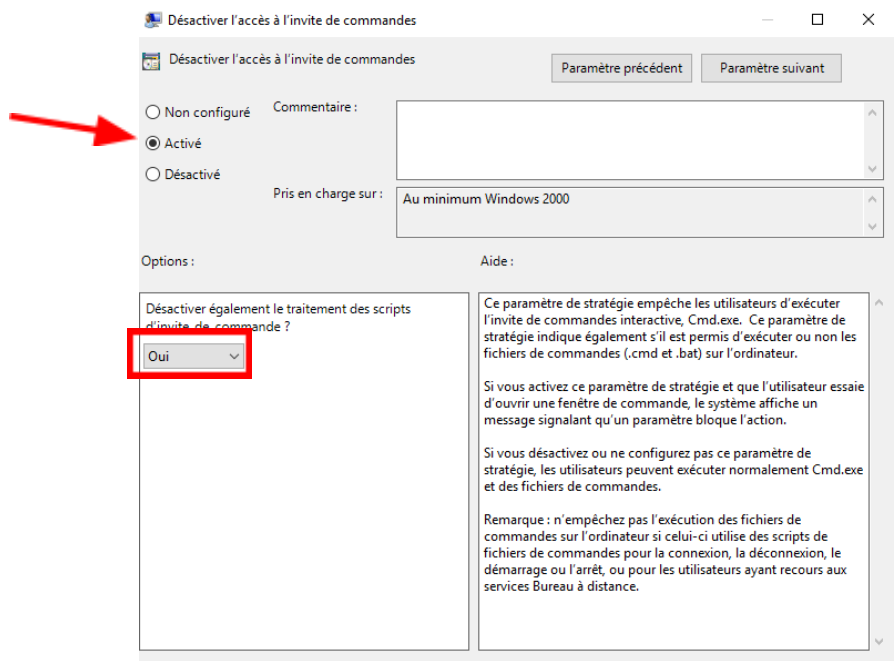 Désactiver l'accès à l'invite de commandes
Désactiver l'accès à l'invite de commandes
Paramètre précédent
Paramètre suivant
Non configuré
Commentaire :
Activé
Désactivé
Pris en charge sur :
Au minimum Windows 2000
Options :
Aide :
Désactiver également le traitement des scripts
d'invite de commande ?
Oui
Ce paramètre de stratégie empêche les utilisateurs d'exécuter
l'invite de commandes interactive, Cmd.exe. Ce paramètre de
stratégie indique également s'il est permis d'exécuter ou non les
fichiers de commandes (.cmd et .bat) sur l'ordinateur.
Si vous activez ce paramètre de stratégie et que l'utilisateur essaie
d'ouvrir une fenêtre de commande, le système affiche un
message signalant qu'un paramètre bloque l'action.
Si vous désactivez ou ne configurez pas ce paramètre de
stratégie, les utilisateurs peuvent exécuter normalement Cmd.exe
et des fichiers de commandes.
Remarque : n'empêchez pas l'exécution des fichiers de
commandes sur l'ordinateur si celui-ci utilise des scripts de
fichiers de commandes pour la connexion, la déconnexion, le
démarrage ou l'arrêt, ou pour les utilisateurs ayant recours aux
services Bureau à distance.